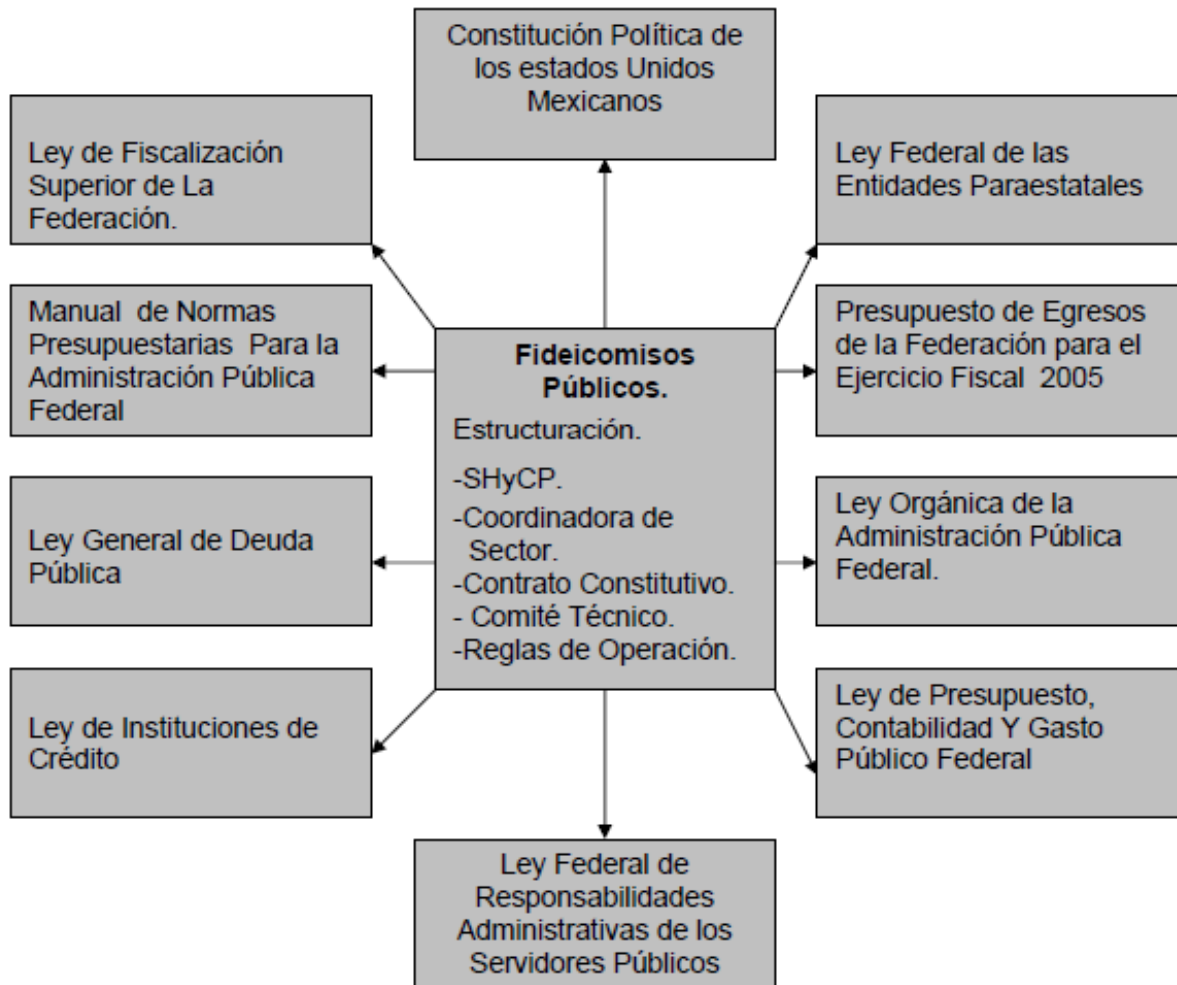 Constitución Política de
los estados Unidos
Mexicanos
Ley de Fiscalización
Superior de La
Federación.
Ley Federal de las
Entidades Paraestatales
Manual de Normas
Presupuestarias Para la
Administración Pública
Federal
Fideicomisos
Públicos.
Estructuración.
-SHyCP.
-Coordinadora de
Sector.
-Contrato Constitutivo.
- Comité Técnico.
-Reglas de Operación.
Presupuesto de Egresos
de la Federación para el
Ejercicio Fiscal 2005
Ley General de Deuda
Pública
Ley Orgánica de la
Administración Pública
Federal.
Ley de Instituciones de
Crédito
Ley de Presupuesto,
Contabilidad Y Gasto
Público Federal
Ley Federal de
Responsabilidades
Administrativas de los
Servidores Públicos